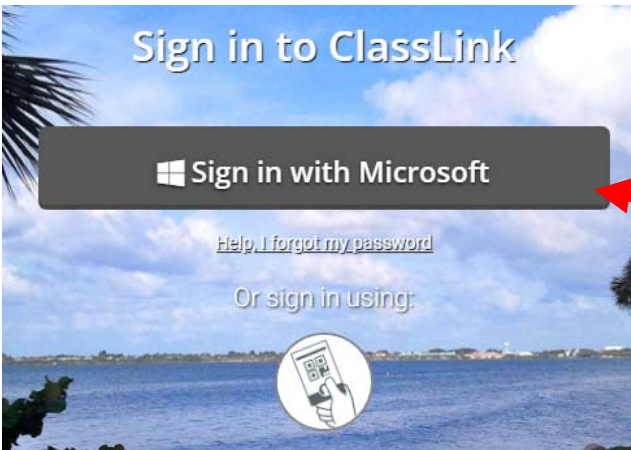 Sign in to ClassLink
Sign in with Microsoft
Help, I forgot my password
Or sign in using: